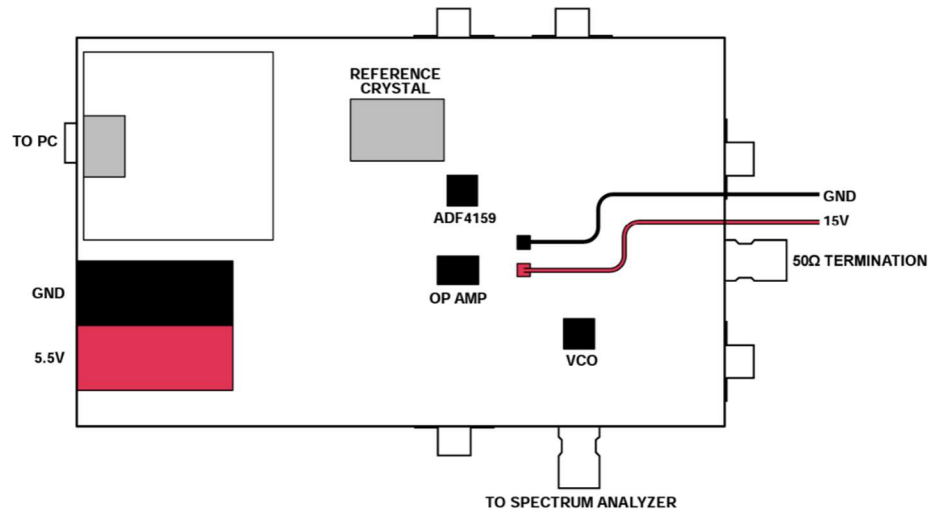 REFERENCE
CRYSTAL
TO PC
ADF4159
GND
15V
50Ω TERMINATION
GND
OP AMP
5.5V
VCO
TO SPECTRUM ANALYZER